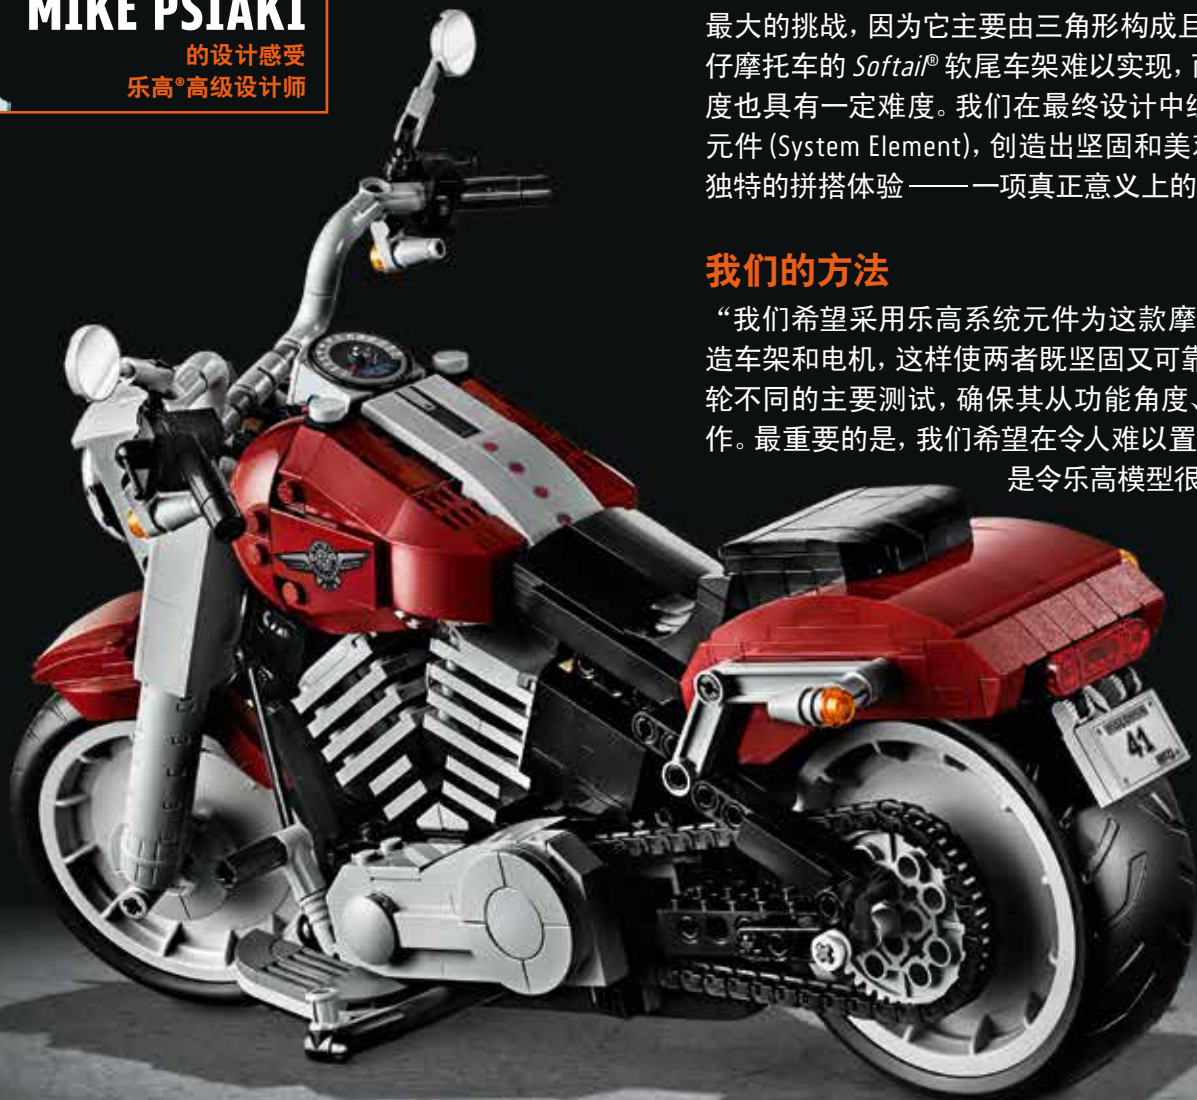 MIKE PSIAKI
的设计感受
乐高®高级设计师
最大的挑战，因为它主要由三角形构成且
仔摩托车的 Softail® 软尾车架难以实现，
度也具有一定难度。我们在最终设计中
元件 (System Element)，创造出坚固和美
独特的拼搭体验 —— 一项真正意义上的
我们的方法
“我们希望采用乐高系统元件为这款摩
造车架和电机，这样使两者既坚固又可靠
轮不同的主要测试，确保其从功能角度、
作。最重要的是，我们希望在令人难以置
是令乐高模型很
41